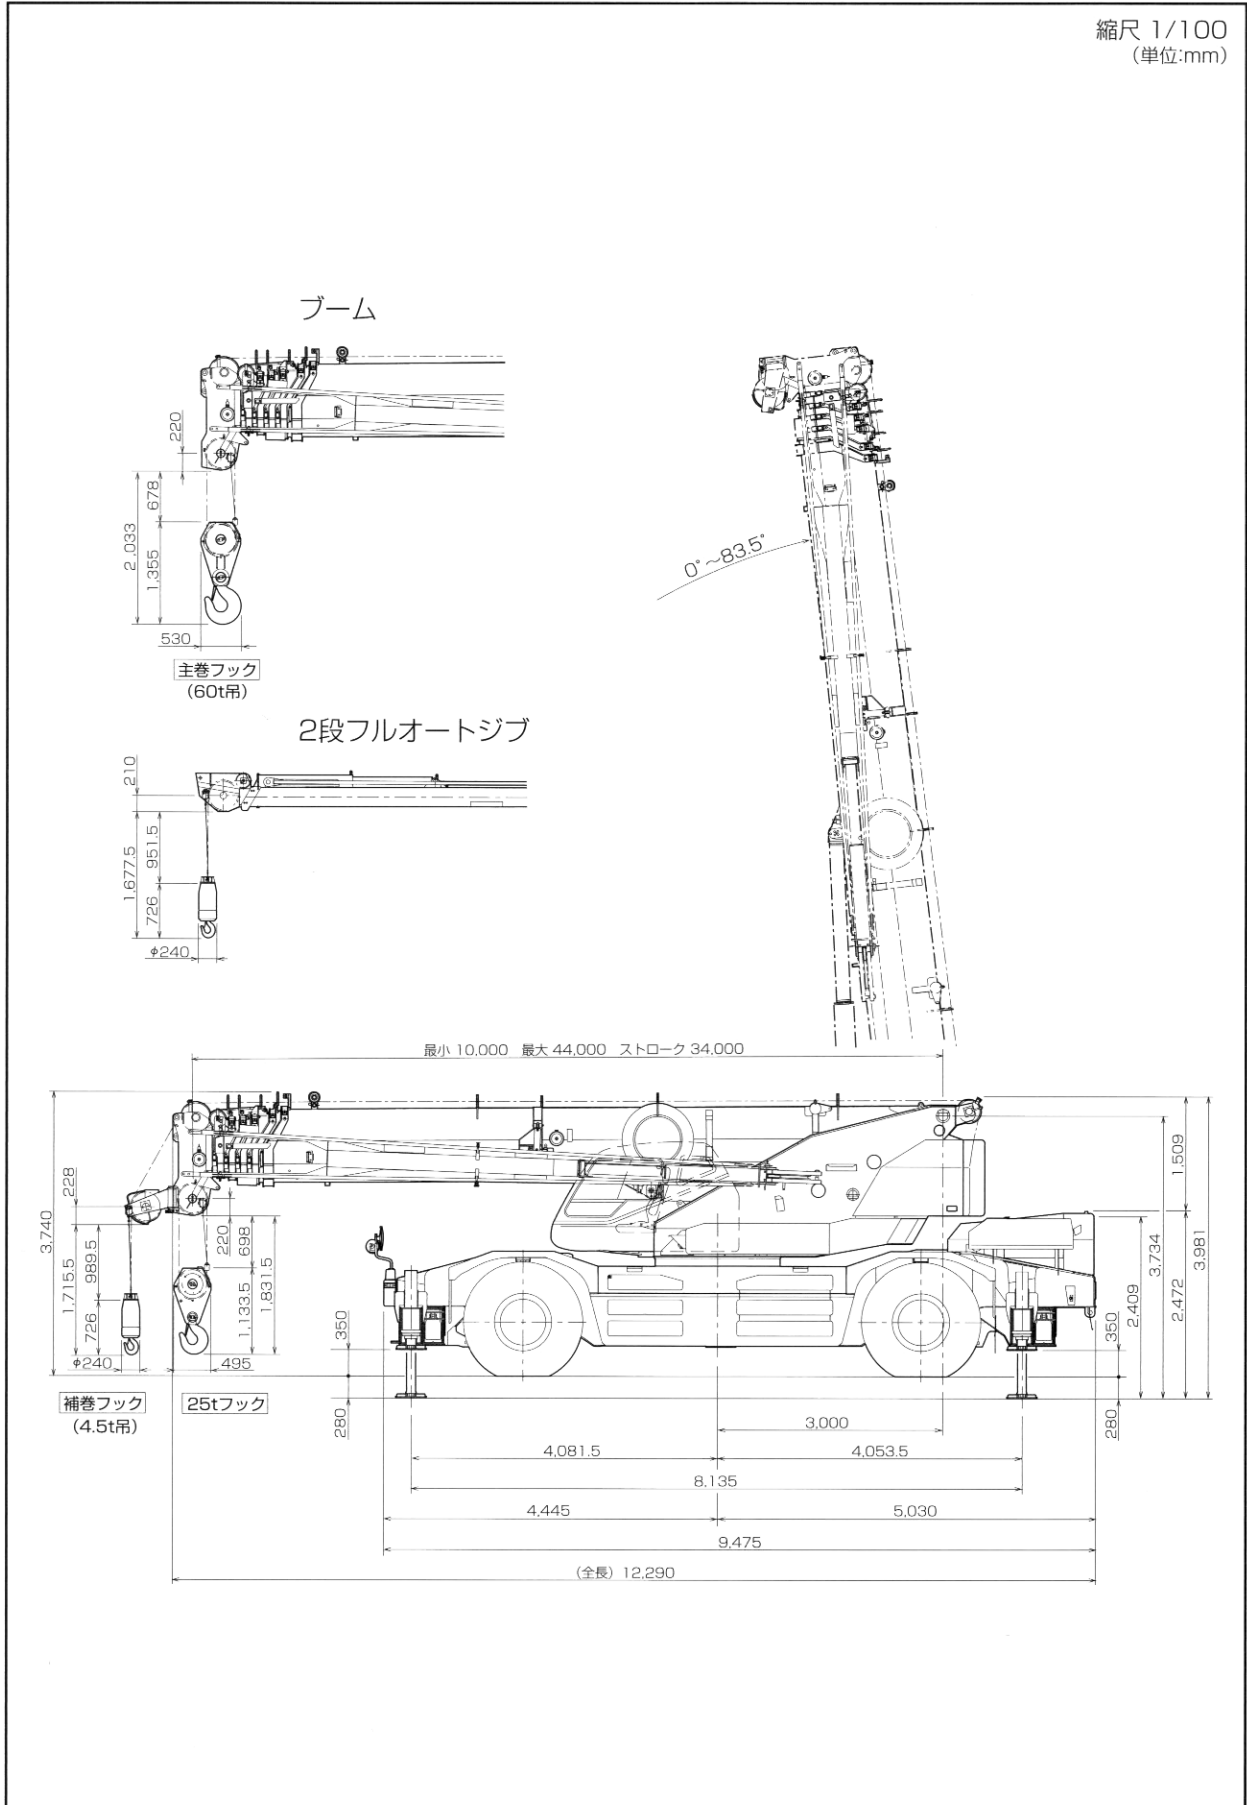 縮尺 1/100
(単位:mm)
ブーム
220
678
2,033
1,355
530
主巻フック
(60t吊)
0°～83.5°
2段フルオートジブ
210
951.5
1,677.5
726
φ240
最小 10,000 最大 44,000 ストローク 34,000
228
3,740
989.5
1,715.5
726
φ240
220
698
1,133.5
1,831.5
495
350
280
補巻フック
(4.5t吊)
25tフック
1,509
3,734
3,981
2,409
2,472
350
280
3,000
4,081.5
4,053.5
8,135
4,445
5,030
9,475
(全長) 12,290